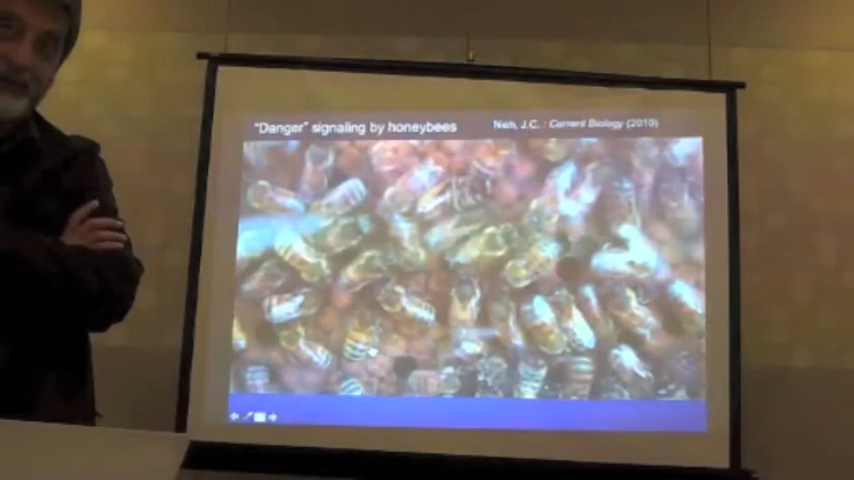 "Danger" signaling by honeybees
Nieh, J.C. : Current Biology (2010)